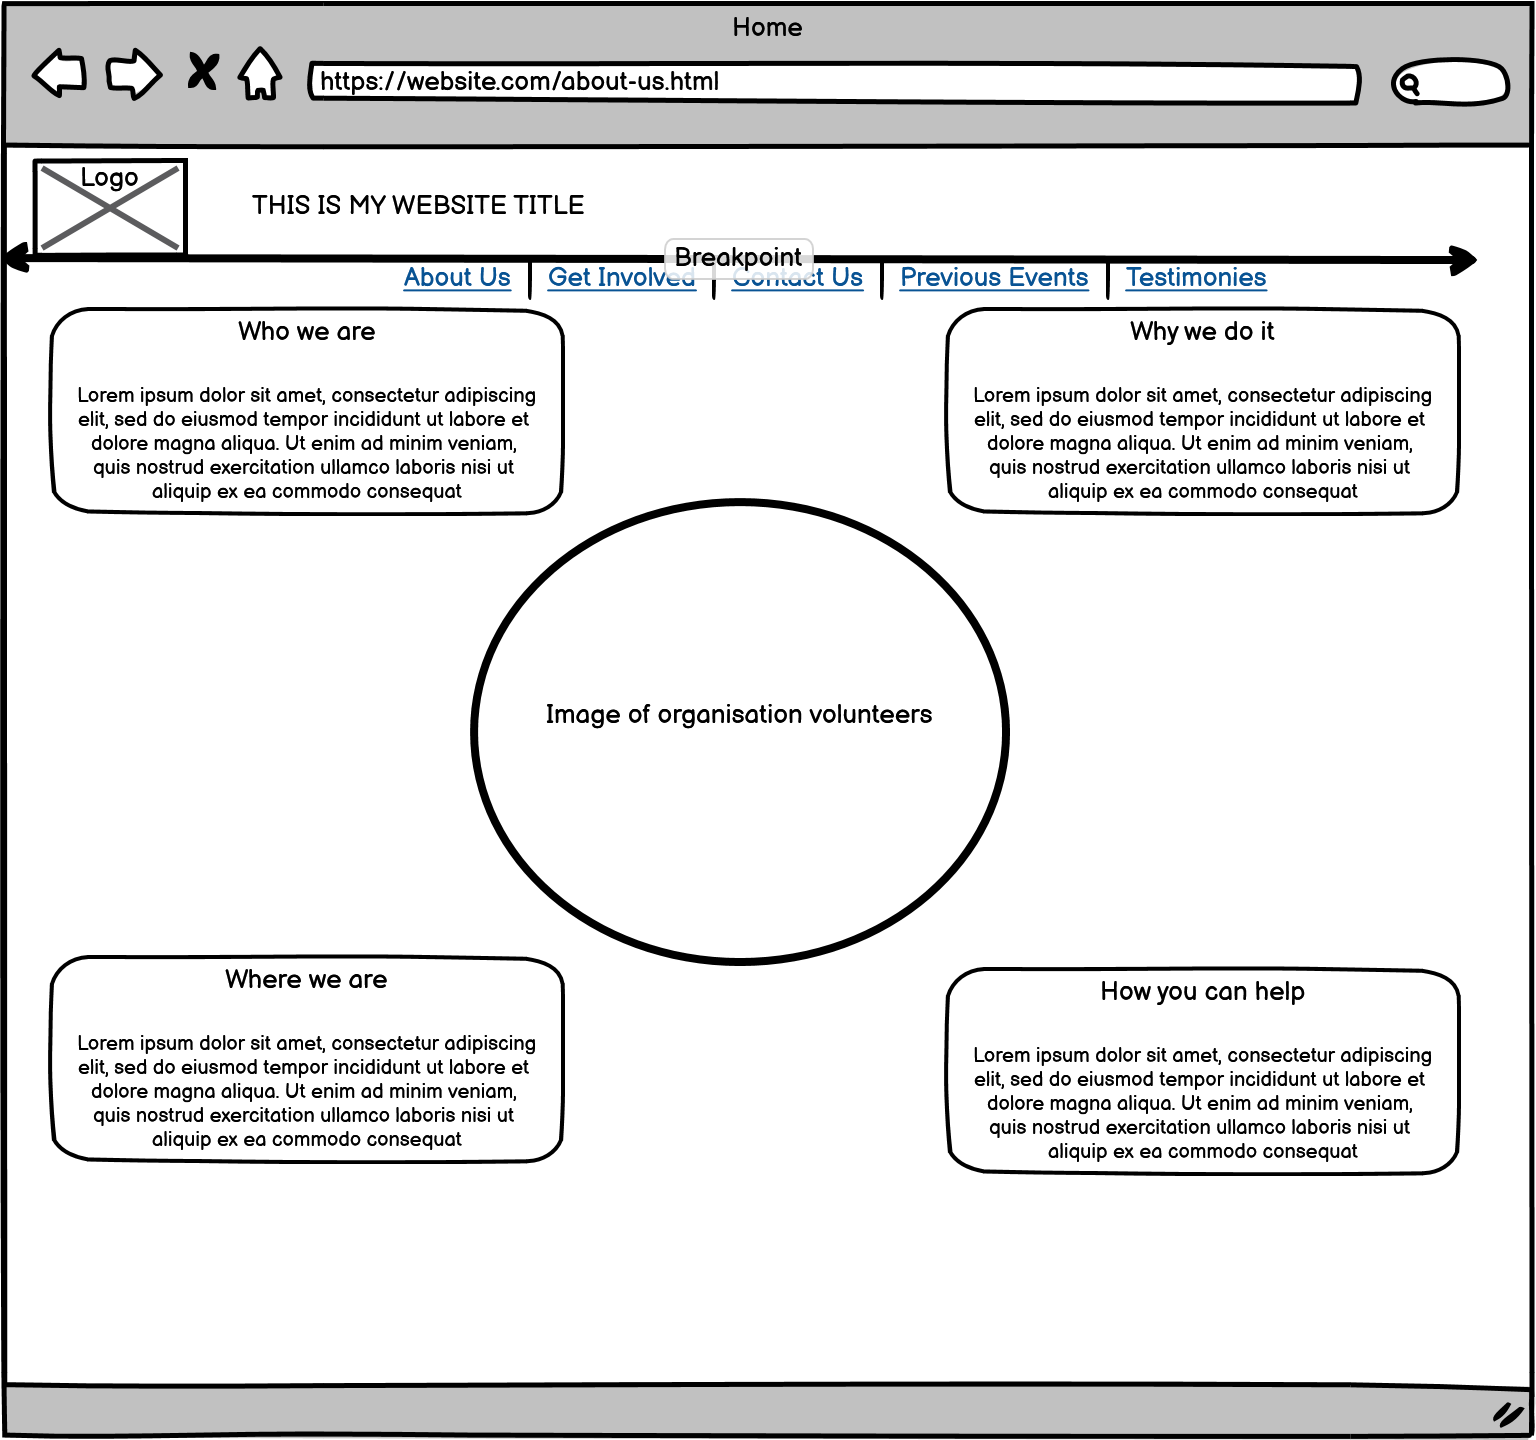 Home
https://website.com/about-us.html
Logo
THIS IS MY WEBSITE TITLE
Breakpoint
About Us
Get Involved
Contact Us
Previous Events
Testimonies
Who we are
Lorem ipsum dolor sit amet, consectetur adipiscing
elit, sed do eiusmod tempor incididunt ut labore et
dolore magna aliqua. Ut enim ad minim veniam,
quis nostrud exercitation ullamco laboris nisi ut
aliquip ex ea commodo consequat
Why we do it
Lorem ipsum dolor sit amet, consectetur adipiscing
elit, sed do eiusmod tempor incididunt ut labore et
dolore magna aliqua. Ut enim ad minim veniam,
quis nostrud exercitation ullamco laboris nisi ut
aliquip ex ea commodo consequat
Image of organisation volunteers
Where we are
Lorem ipsum dolor sit amet, consectetur adipiscing
elit, sed do eiusmod tempor incididunt ut labore et
dolore magna aliqua. Ut enim ad minim veniam,
quis nostrud exercitation ullamco laboris nisi ut
aliquip ex ea commodo consequat
How you can help
Lorem ipsum dolor sit amet, consectetur adipiscing
elit, sed do eiusmod tempor incididunt ut labore et
dolore magna aliqua. Ut enim ad minim veniam,
quis nostrud exercitation ullamco laboris nisi ut
aliquip ex ea commodo consequat